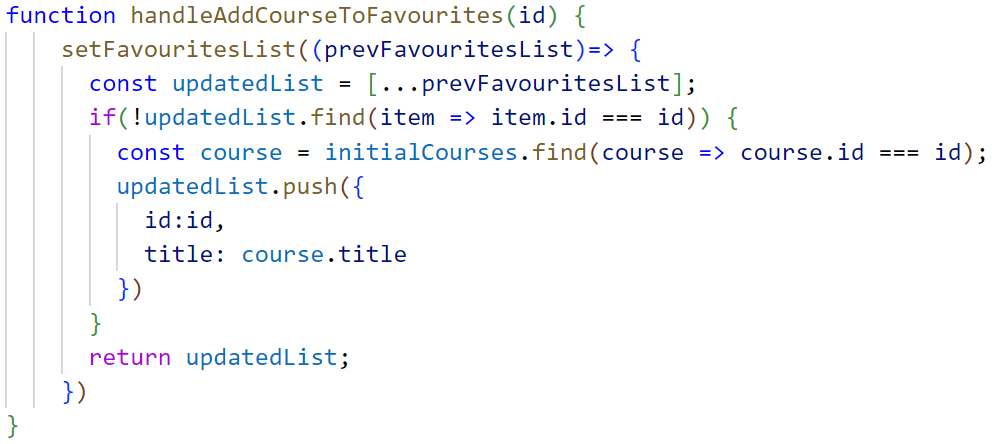 function handleAddCourseToFavourites(id) {
setFavouritesList((prevFavouritesList)=> {
const updatedList = [...prevFavouritesList];
if(!updatedList.find(item => item.id === id)) {
const course = initialCourses.find(course => course.id === id);
updatedList.push({
id:id,
title: course.title
})
}
return updatedList;
})
}